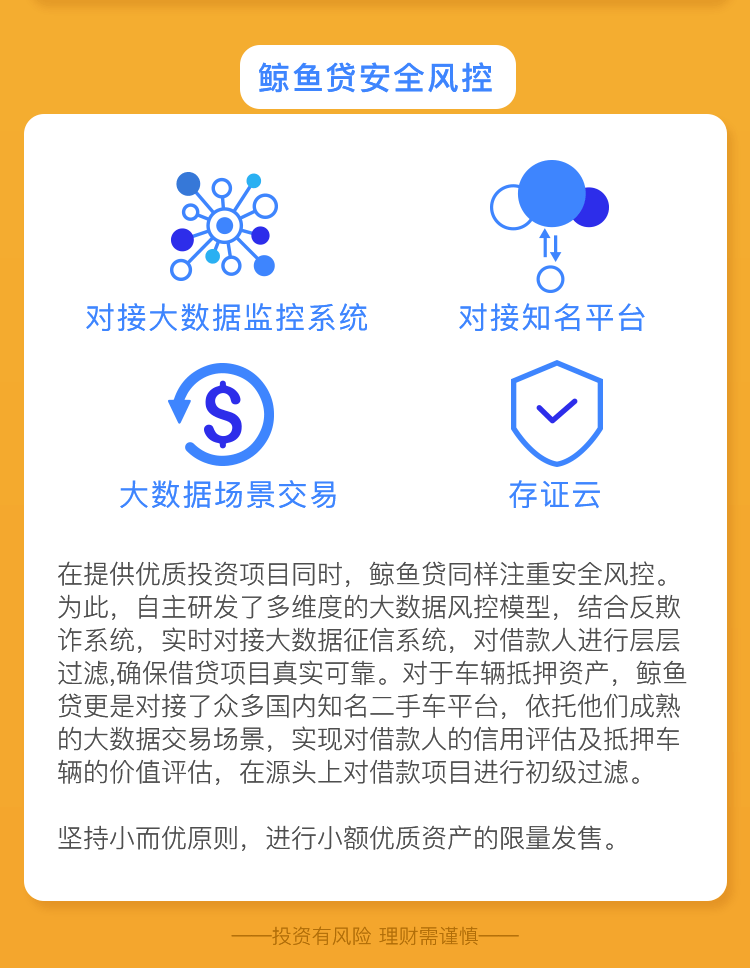 鲸鱼贷安全风控
对接大数据监控系统
对接知名平台
大数据场景交易
存证云
在提供优质投资项目同时，鲸鱼贷同样注重安全风控。
为此，自主研发了多维度的大数据风控模型，结合反欺
诈系统，实时对接大数据征信系统，对借款人进行层层
过滤,确保借贷项目真实可靠。对于车辆抵押资产，鲸鱼
贷更是对接了众多国内知名二手车平台，依托他们成熟
的大数据交易场景，实现对借款人的信用评估及抵押车
辆的价值评估，在源头上对借款项目进行初级过滤。
坚持小而优原则，进行小额优质资产的限量发售。
——投资有风险 理财需谨慎——